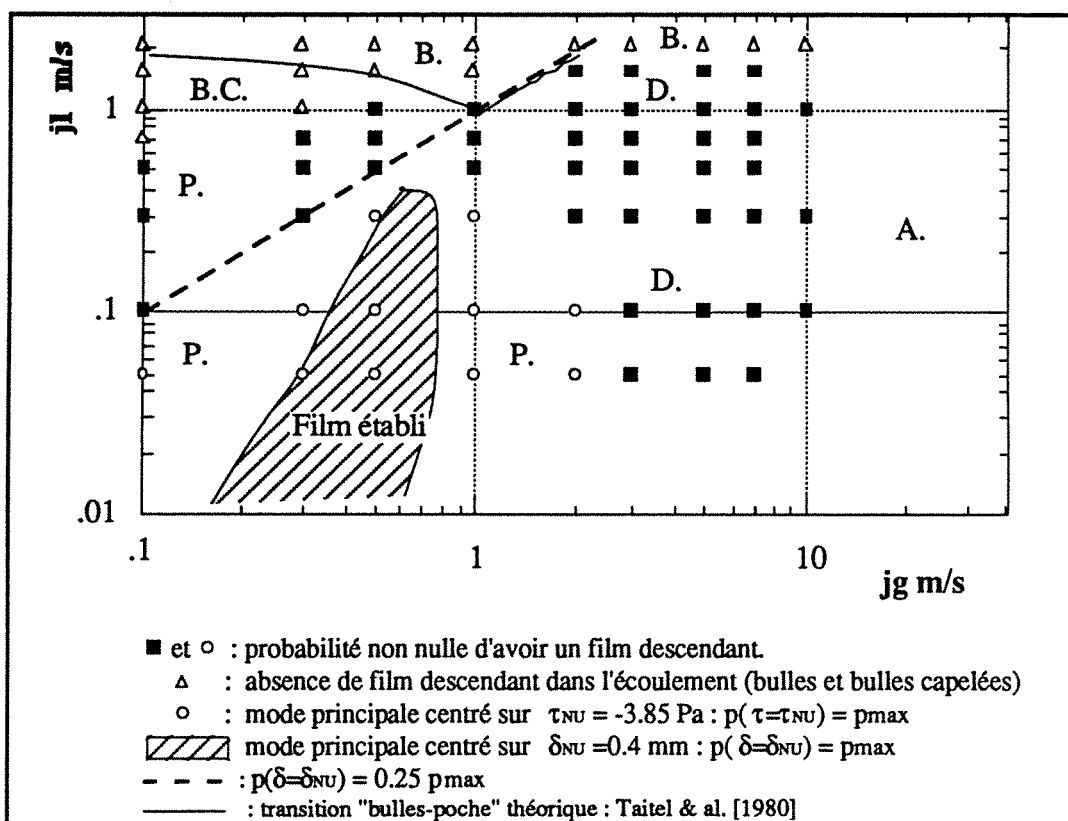 jl m/s
B.
B.
B.C.
D.
1
P.
A.
D.
.1
P.
P.
Film établi
.01
.1
1
10
jg m/s
■ et ○ : probabilité non nulle d'avoir un film descendant.
△ : absence de film descendant dans l'écoulement (bulles et bulles capelées)
○ : mode principale centré sur τNU = -3.85 Pa : p( τ=τNU) = pmax
mode principale centré sur δNU =0.4 mm : p( δ=δNU) = pmax
: p(δ=δNU) = 0.25 pmax
: transition "bulles-poche" théorique : Taitel & al. [1980]